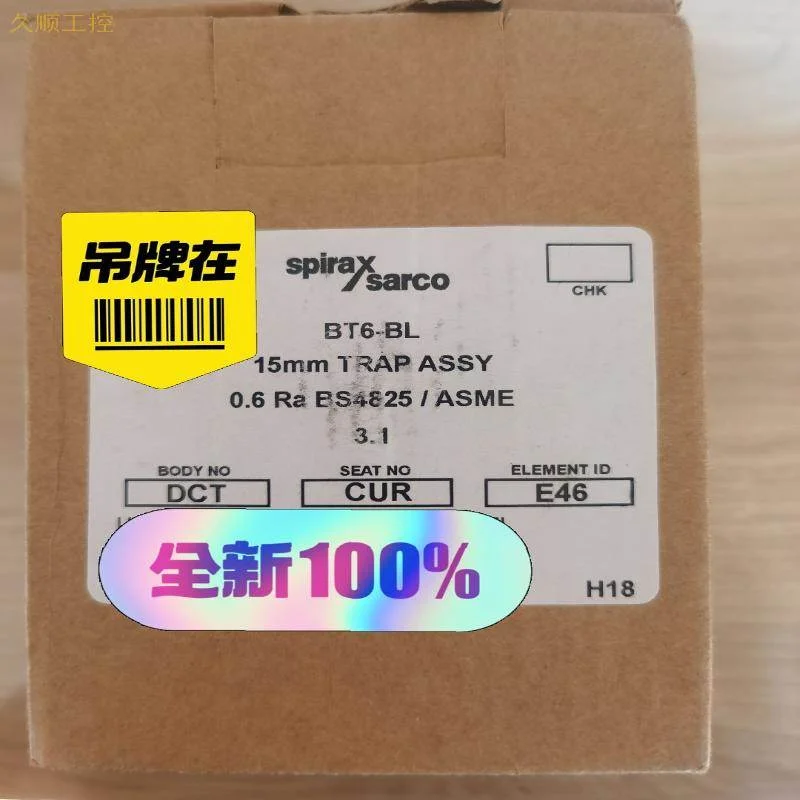 久顺工控
吊牌在
spirax
sarco
CHK
BT6-BL
15mm TRAP ASSY
0.6 Ra BS4825 / ASME
3.1
BODY NO
SEAT NO
ELEMENT ID
DCT
CUR
E46
全新100%
H18